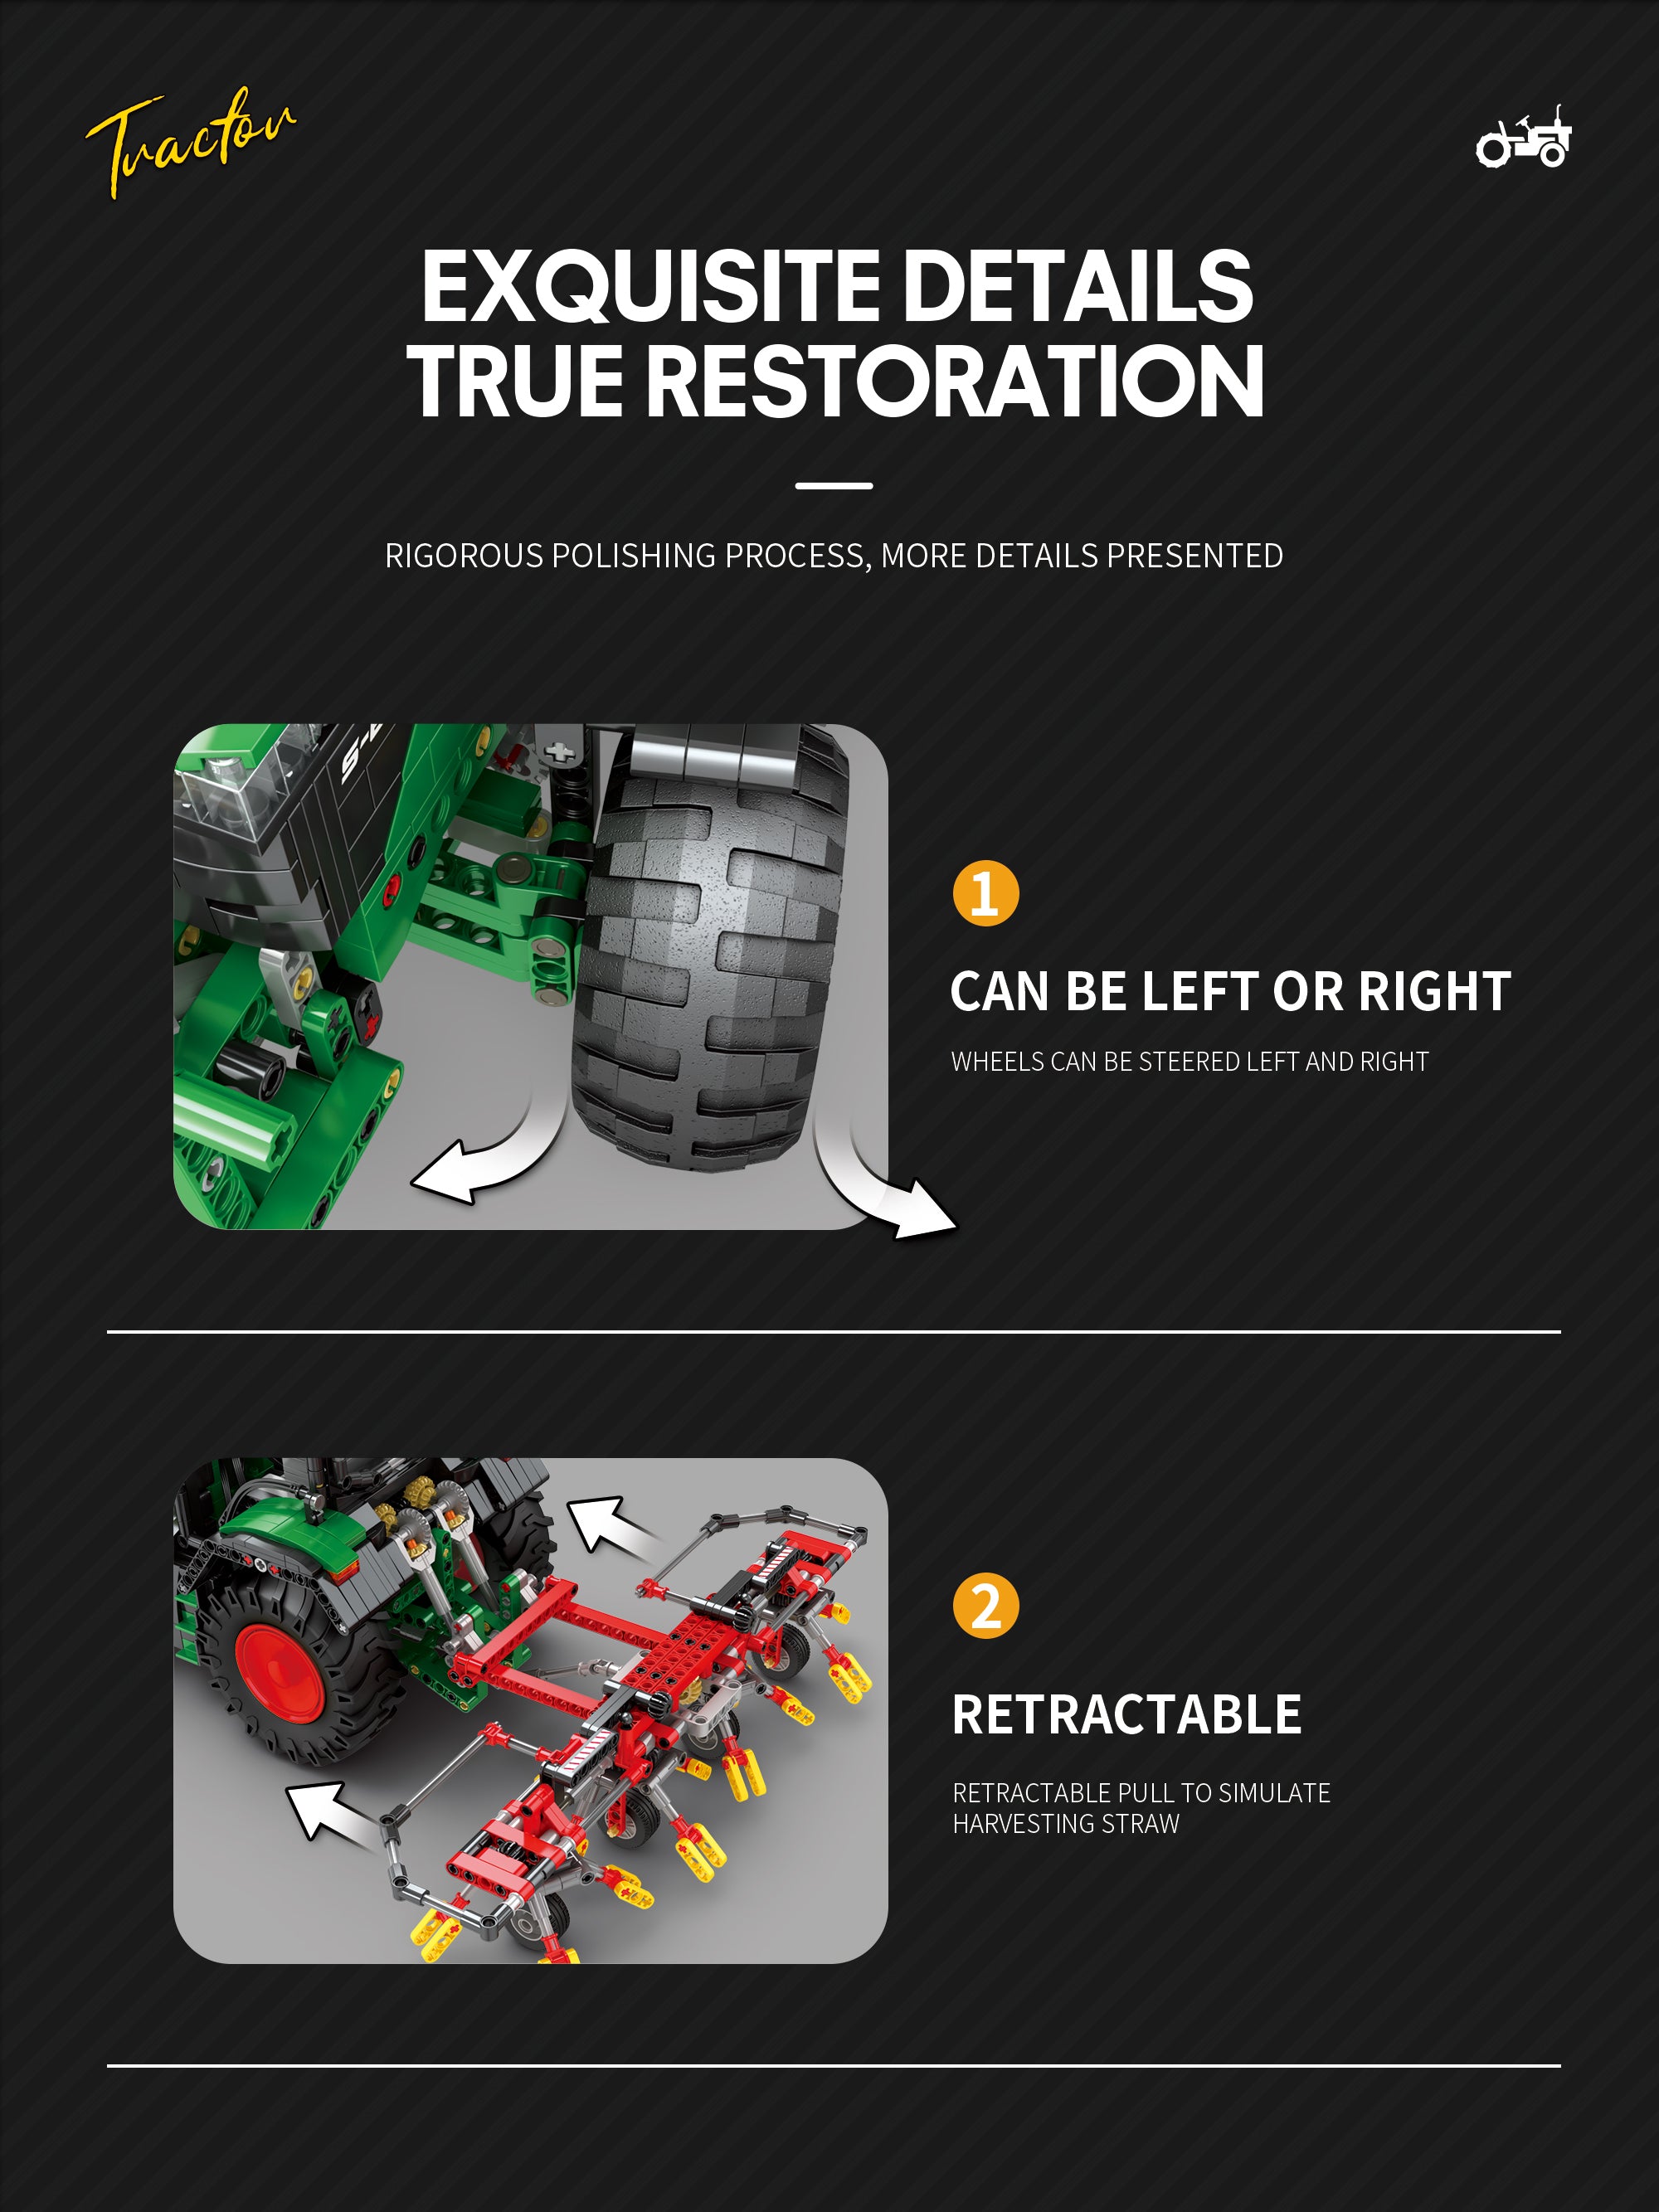 Tractor
EXQUISITE DETAILS
TRUE RESTORATION
RIGOROUS POLISHING PROCESS, MORE DETAILS PRESENTED
1
CAN BE LEFT OR RIGHT
WHEELS CAN BE STEERED LEFT AND RIGHT
2
RETRACTABLE
RETRACTABLE PULL TO SIMULATE
HARVESTING STRAW